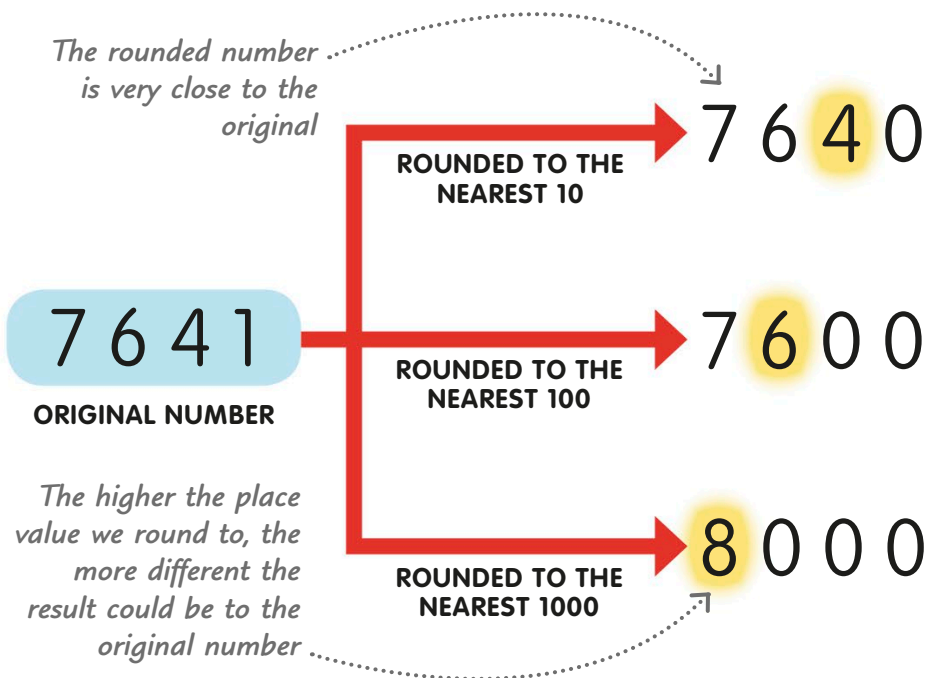 The rounded number
is very close to the
original
7 6 4 0
ROUNDED TO THE
NEAREST 10
7 6 4 1
ORIGINAL NUMBER
7 6 0 0
ROUNDED TO THE
NEAREST 100
The higher the place
value we round to, the
more different the
result could be to the
original number
8 0 0 0
ROUNDED TO THE
NEAREST 1000